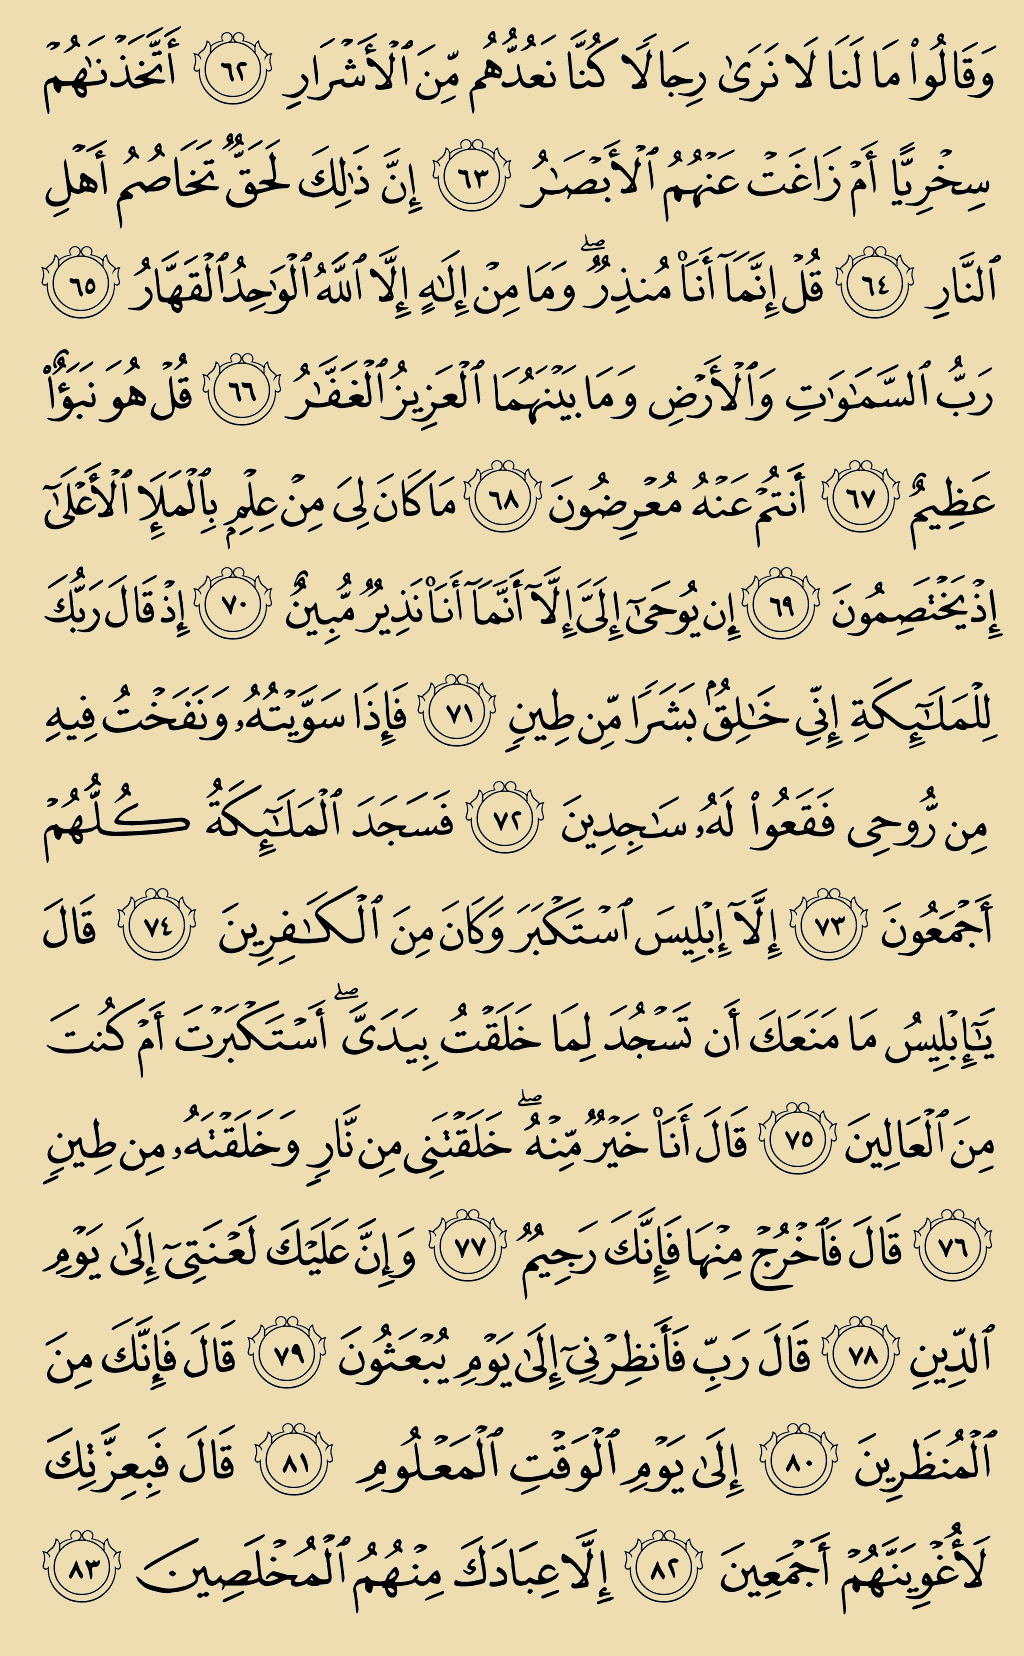 وَقَالُوا۟ مَا لَنَا لَا نَرَىٰ رِجَالًا كُنَّا نَعُدُّهُم مِّنَ ٱلْأَشْرَارِ ٦٢ أَتَّخَذْنَٰهُمْ
سِخْرِيًّا أَمْ زَاغَتْ عَنْهُمُ ٱلْأَبْصَٰرُ ٦٣ إِنَّ ذَٰلِكَ لَحَقٌّ تَخَاصُمُ أَهْلِ
ٱلنَّارِ ٦٤ قُلْ إِنَّمَآ أَنَا۠ مُنذِرٌ ۖ وَمَا مِنْ إِلَٰهٍ إِلَّا ٱللَّهُ ٱلْوَٰحِدُ ٱلْقَهَّارُ ٦٥
رَبُّ ٱلسَّمَٰوَٰتِ وَٱلْأَرْضِ وَمَا بَيْنَهُمَا ٱلْعَزِيزُ ٱلْغَفَّٰرُ ٦٦ قُلْ هُوَ نَبَؤٌا۟
عَظِيمٌ ٦٧ أَنتُمْ عَنْهُ مُعْرِضُونَ ٦٨ مَا كَانَ لِىَ مِنْ عِلْمٍۭ بِٱلْمَلَإِ ٱلْأَعْلَىٰٓ
إِذْ يَخْتَصِمُونَ ٦٩ إِن يُوحَىٰٓ إِلَىَّ إِلَّآ أَنَّمَآ أَنَا۠ نَذِيرٌ مُّبِينٌ ٧٠ إِذْ قَالَ رَبُّكَ
لِلْمَلَٰٓئِكَةِ إِنِّى خَٰلِقٌۢ بَشَرًا مِّن طِينٍ ٧١ فَإِذَا سَوَّيْتُهُۥ وَنَفَخْتُ فِيهِ
مِن رُّوحِى فَقَعُوا۟ لَهُۥ سَٰجِدِينَ ٧٢ فَسَجَدَ ٱلْمَلَٰٓئِكَةُ كُلُّهُمْ
أَجْمَعُونَ ٧٣ إِلَّآ إِبْلِيسَ ٱسْتَكْبَرَ وَكَانَ مِنَ ٱلْكَٰفِرِينَ ٧٤ قَالَ
يَٰٓإِبْلِيسُ مَا مَنَعَكَ أَن تَسْجُدَ لِمَا خَلَقْتُ بِيَدَىَّ ۖ أَسْتَكْبَرْتَ أَمْ كُنتَ
مِنَ ٱلْعَالِينَ ٧٥ قَالَ أَنَا۠ خَيْرٌ مِّنْهُ ۖ خَلَقْتَنِى مِن نَّارٍ وَخَلَقْتَهُۥ مِن طِينٍ
٧٦ قَالَ فَٱخْرُجْ مِنْهَا فَإِنَّكَ رَجِيمٌ ٧٧ وَإِنَّ عَلَيْكَ لَعْنَتِىٓ إِلَىٰ يَوْمِ
ٱلدِّينِ ٧٨ قَالَ رَبِّ فَأَنظِرْنِىٓ إِلَىٰ يَوْمِ يُبْعَثُونَ ٧٩ قَالَ فَإِنَّكَ مِنَ
ٱلْمُنظَرِينَ ٨٠ إِلَىٰ يَوْمِ ٱلْوَقْتِ ٱلْمَعْلُومِ ٨١ قَالَ فَبِعِزَّتِكَ
لَأُغْوِيَنَّهُمْ أَجْمَعِينَ ٨٢ إِلَّا عِبَادَكَ مِنْهُمُ ٱلْمُخْلَصِينَ ٨٣